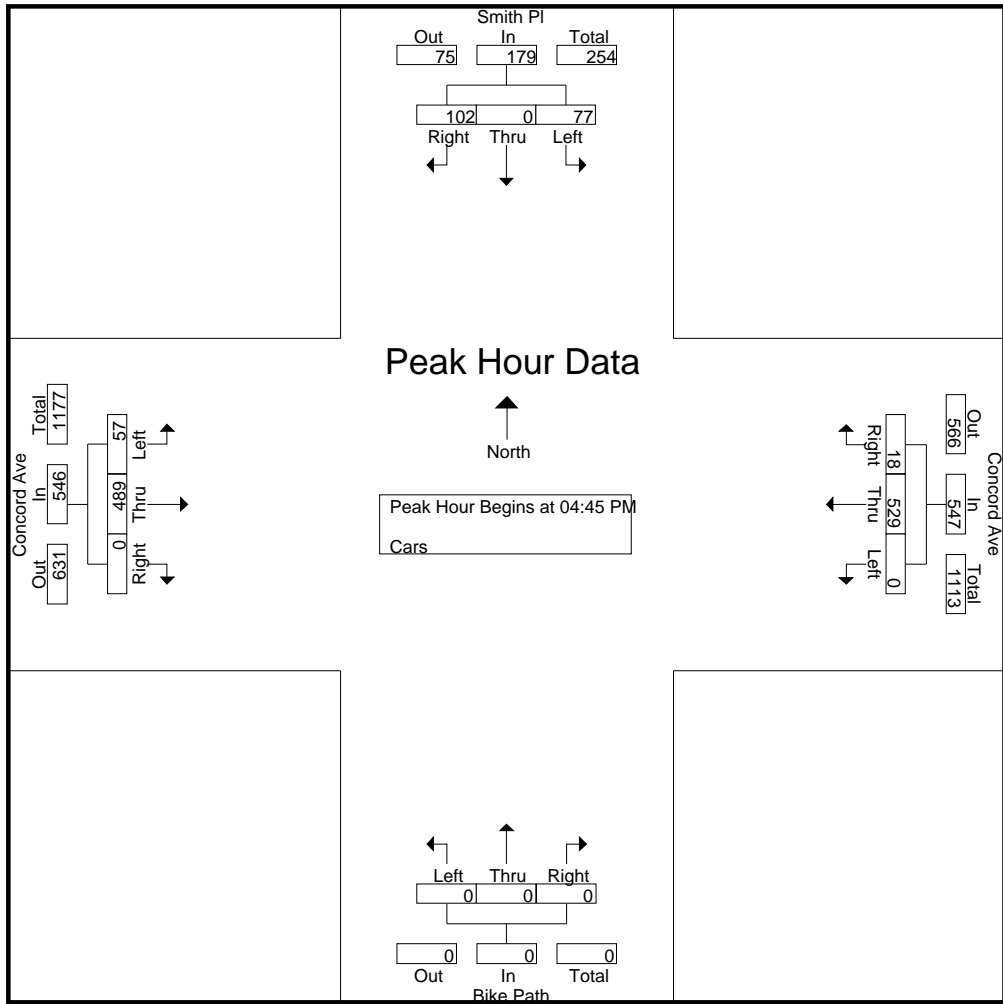 Smith Pl
Out In Total
75 179 254
102 0 77
Right Thru Left
Peak Hour Data
North
Peak Hour Begins at 04:45 PM
Cars
Concord Ave
Total In Out
1177 546 631
57 489 0
Left Thru Right
Concord Ave
Out In Total
566 547 1113
18 529 0
Right Thru Left
Left Thru Right
0 0 0
0 0 0
Out In Total
Bike Path